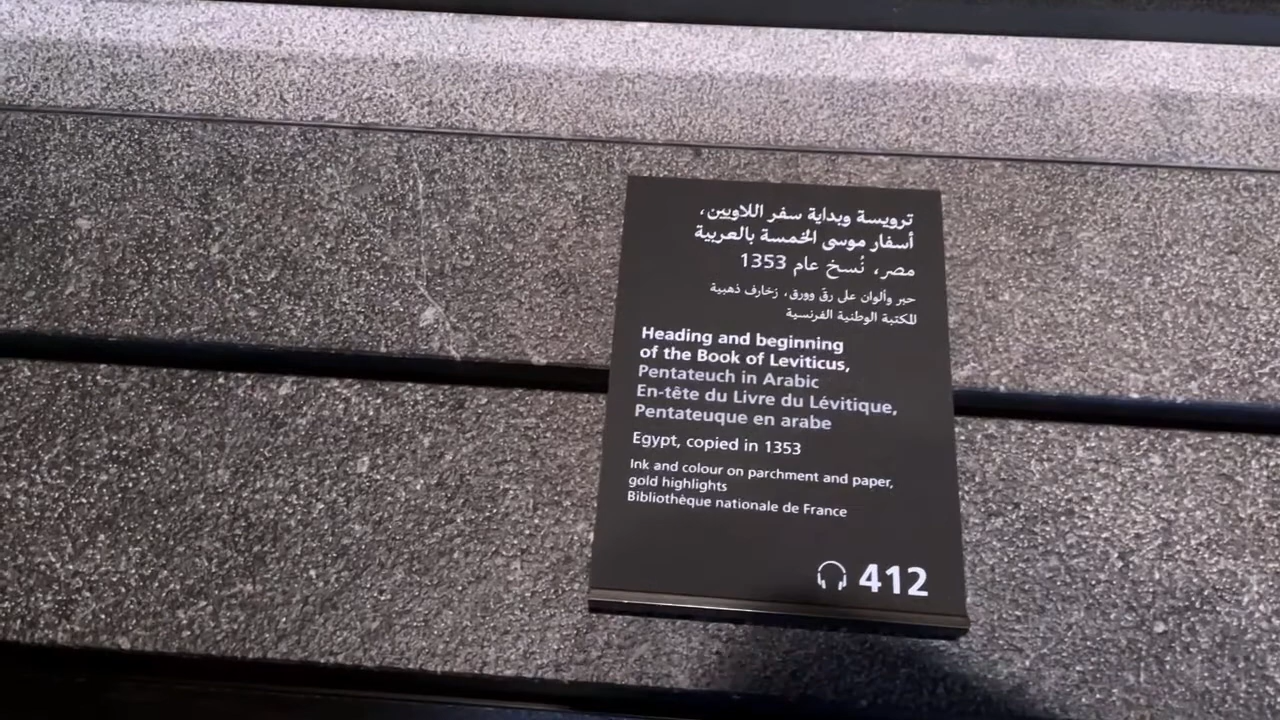 ترويسة وبداية سفر اللاويين،
أسفار موسى الخمسة بالعربية
مصر، نُسخ عام 1353
حبر وألوان على رقّ وورق، زخارف ذهبية
المكتبة الوطنية الفرنسية
Heading and beginning
of the Book of Leviticus,
Pentateuch in Arabic
En-tête du Livre du Lévitique,
Pentateuque en arabe
Egypt, copied in 1353
Ink and colour on parchment and paper,
gold highlights
Bibliothèque nationale de France
412